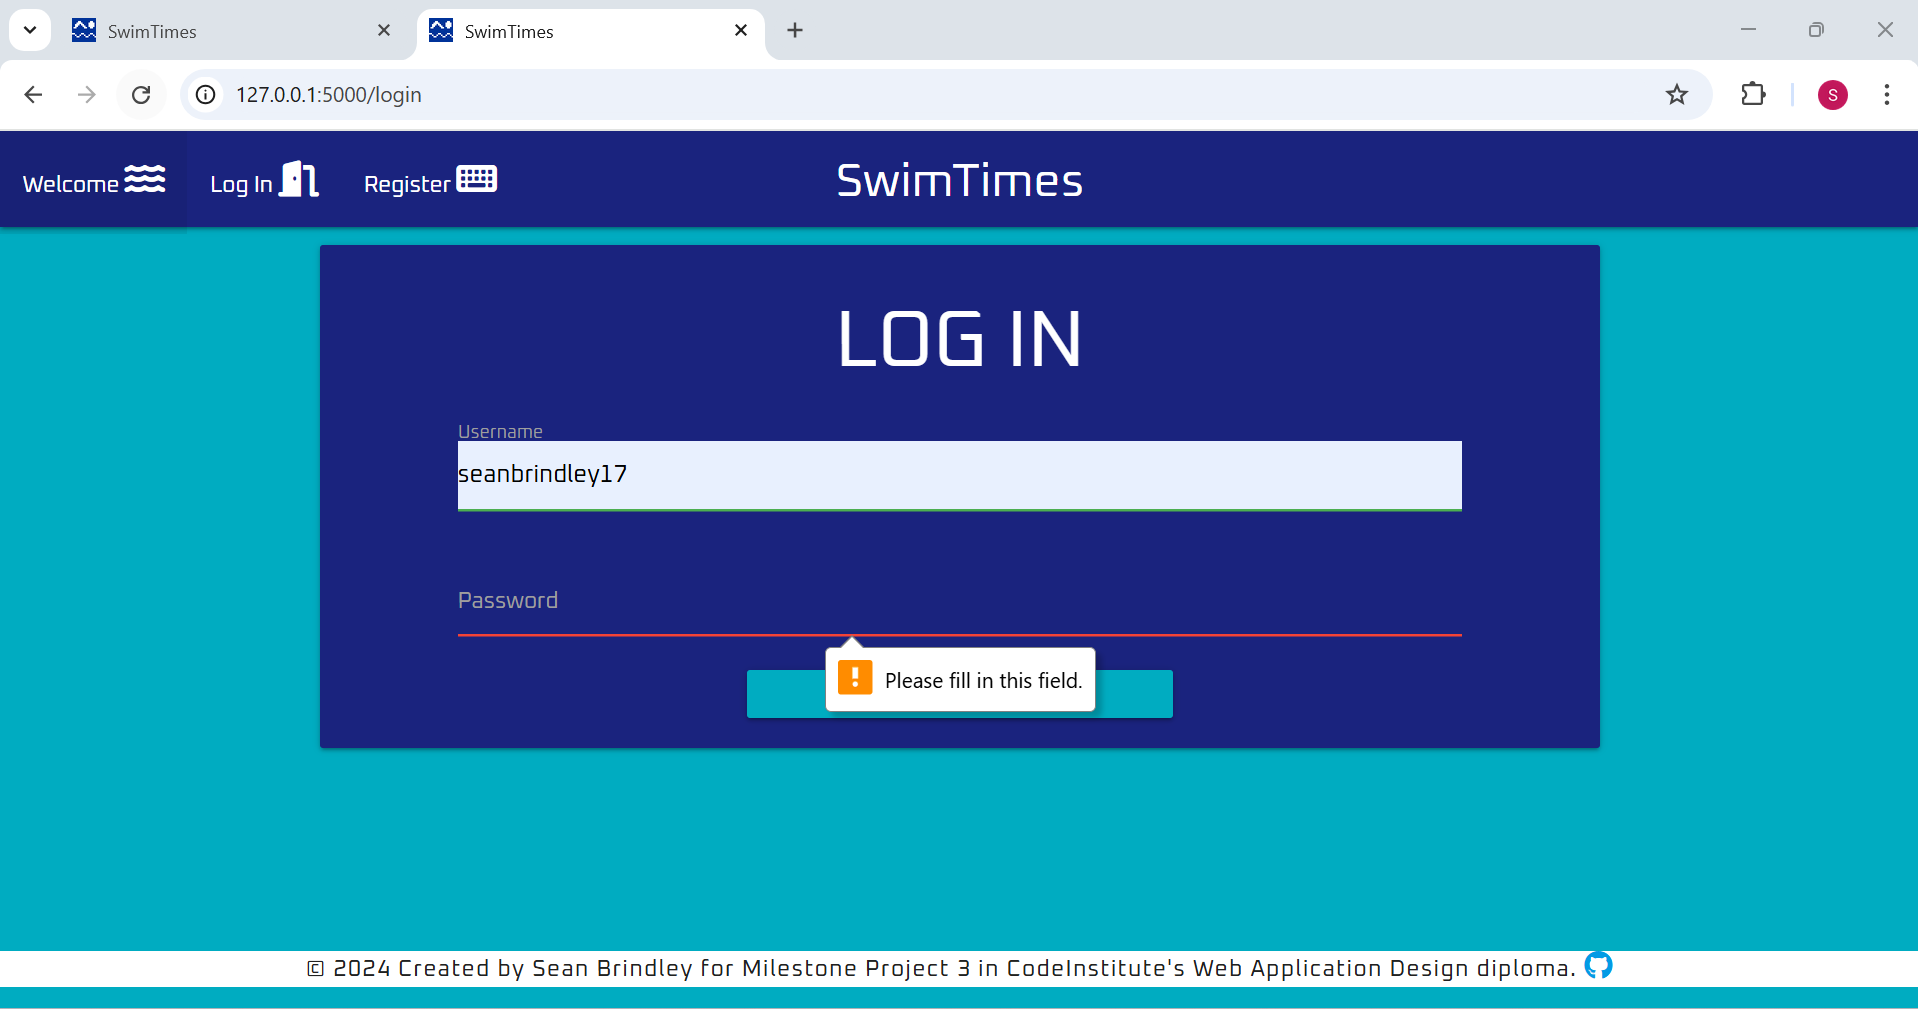 SwimTimes
SwimTimes
127.0.0.1:5000/login
S
Welcome
Log In
Register
SwimTimes
LOG IN
Username
seanbrindley17
Password
Please fill in this field.
© 2024 Created by Sean Brindley for Milestone Project 3 in CodeInstitute's Web Application Design diploma.